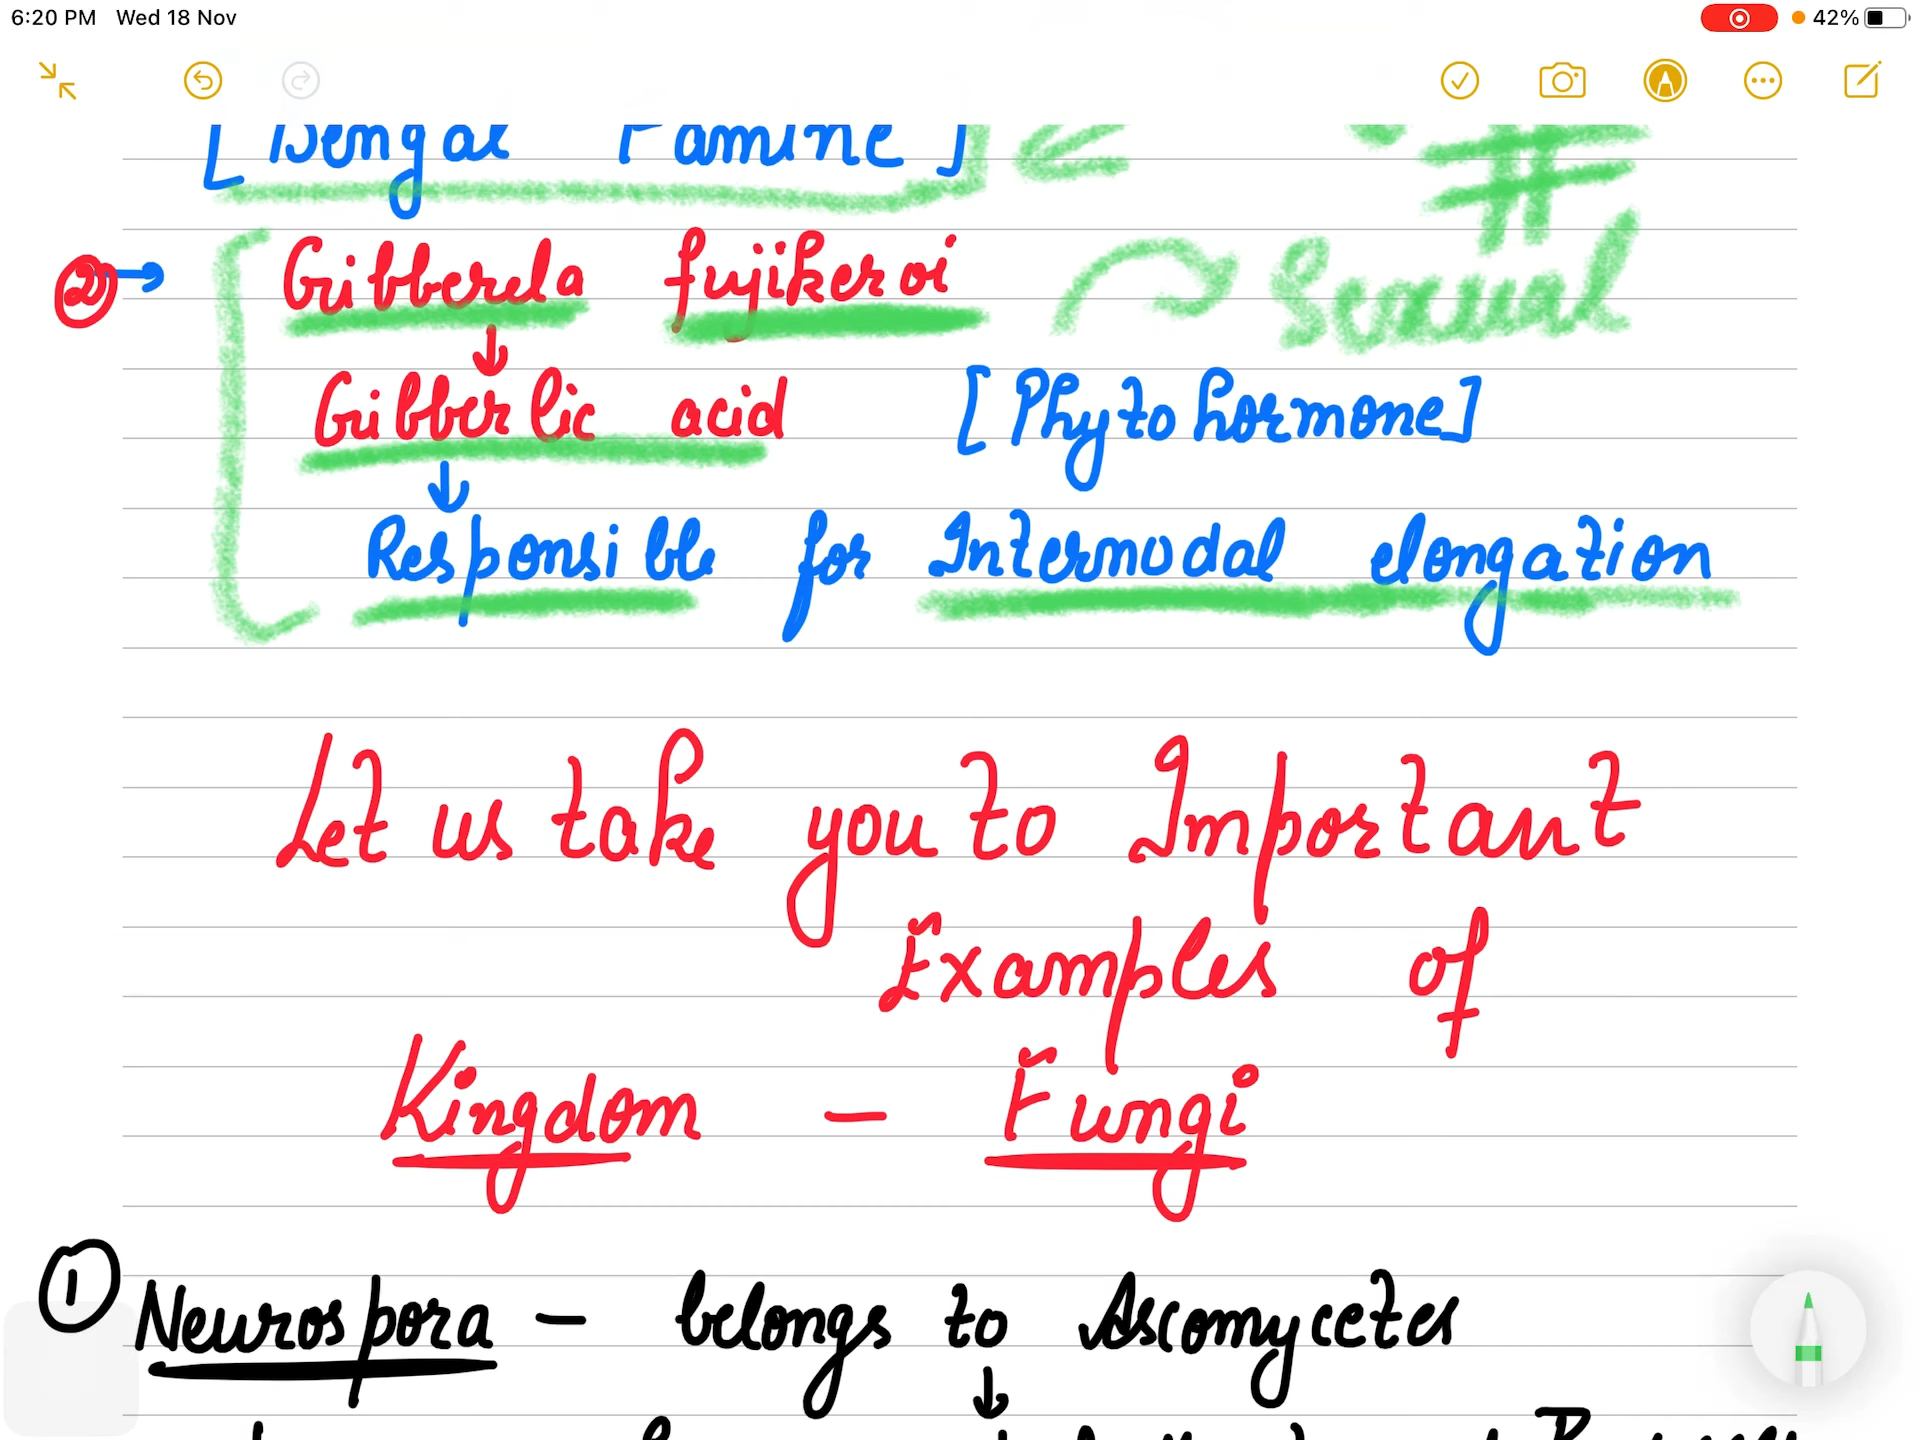 6:20 PM Wed 18 Nov 42%
[Bengal Famine]
② → Gibberela fujikeroi Sexual
Gibberlic acid [Phytohormone]
Responsible for Internodal elongation
Let us take you to Important
Examples of
Kingdom - Fungi
① Neurospora - belongs to Ascomycetes